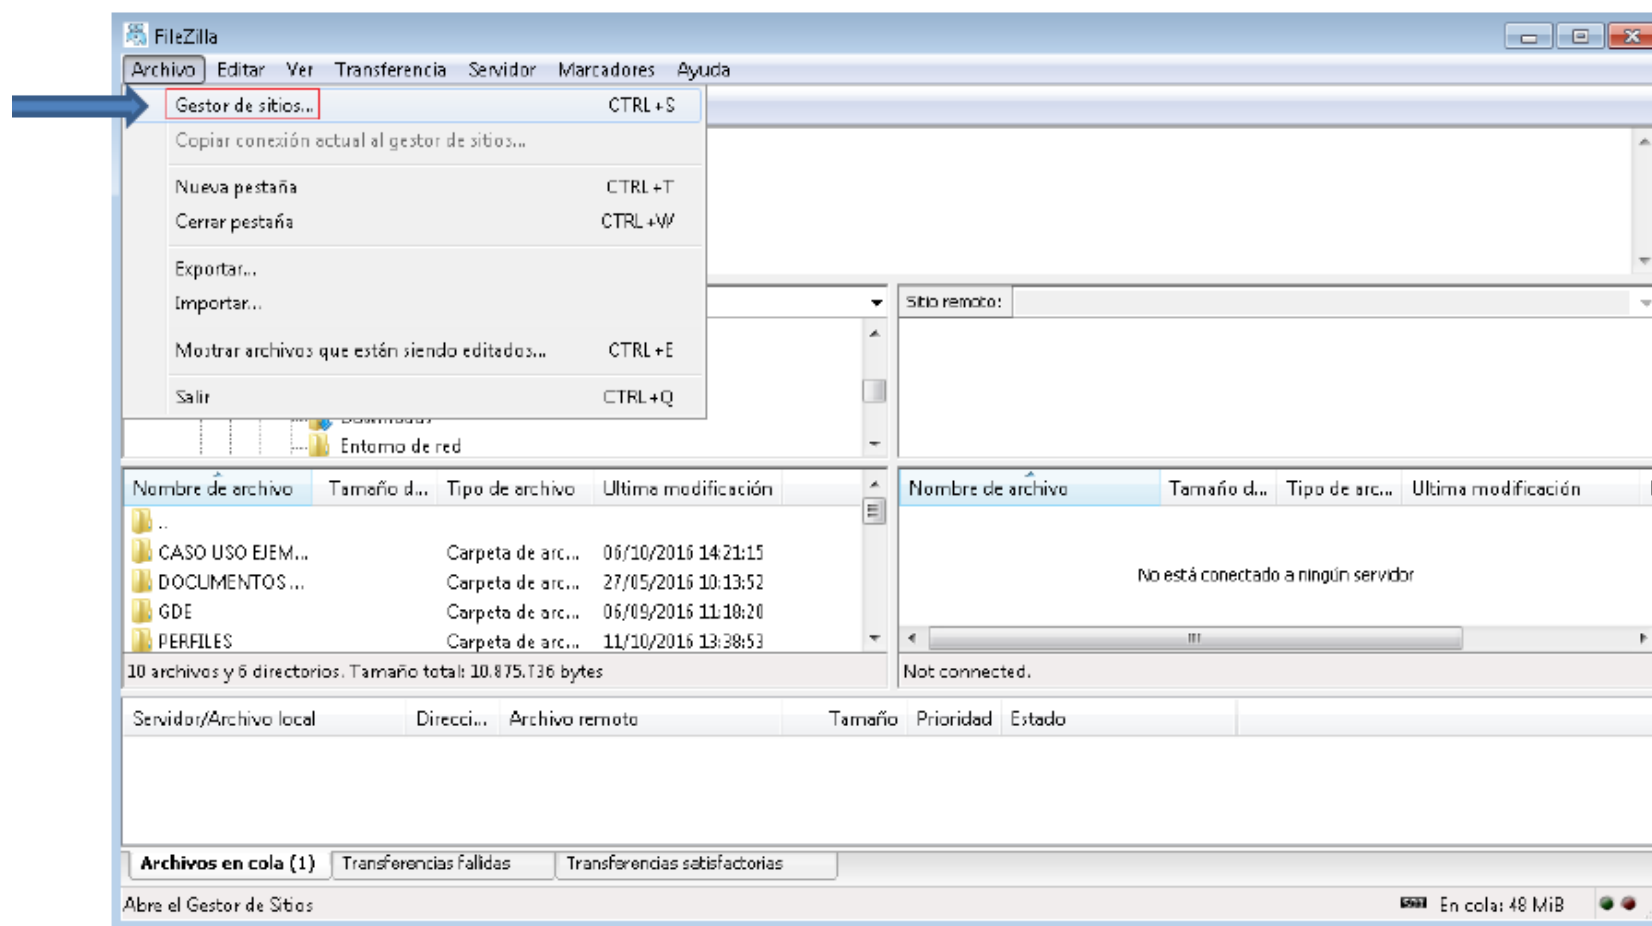 FileZilla
Archivo Editar Ver Transferencia Servidor Marcadores Ayuda
Gestor de sitios... CTRL+S
Copiar conexión actual al gestor de sitios...
Nueva pestaña CTRL+T
Cerrar pestaña CTRL+W
Exportar...
Importar...
Sitio remoto:
Mostrar archivos que están siendo editados... CTRL+E
Salir CTRL+Q
Entorno de red
Nombre de archivo Tamaño d... Tipo de archivo Ultima modificación
Nombre de archivo Tamaño d... Tipo de arc... Ultima modificación
..
CASO USO EJEM... Carpeta de arc... 06/10/2016 14:21:15
DOCUMENTOS ... Carpeta de arc... 27/05/2016 10:13:52
GDE Carpeta de arc... 06/09/2016 11:18:20
PERFILES Carpeta de arc... 11/10/2016 13:38:53
No está conectado a ningún servidor
10 archivos y 6 directorios. Tamaño total: 10.875.736 bytes
Not connected.
Servidor/Archivo local Direcci... Archivo remoto Tamaño Prioridad Estado
Archivos en cola (1) Transferencias fallidas Transferencias satisfactorias
Abre el Gestor de Sitios
En cola: 48 MiB